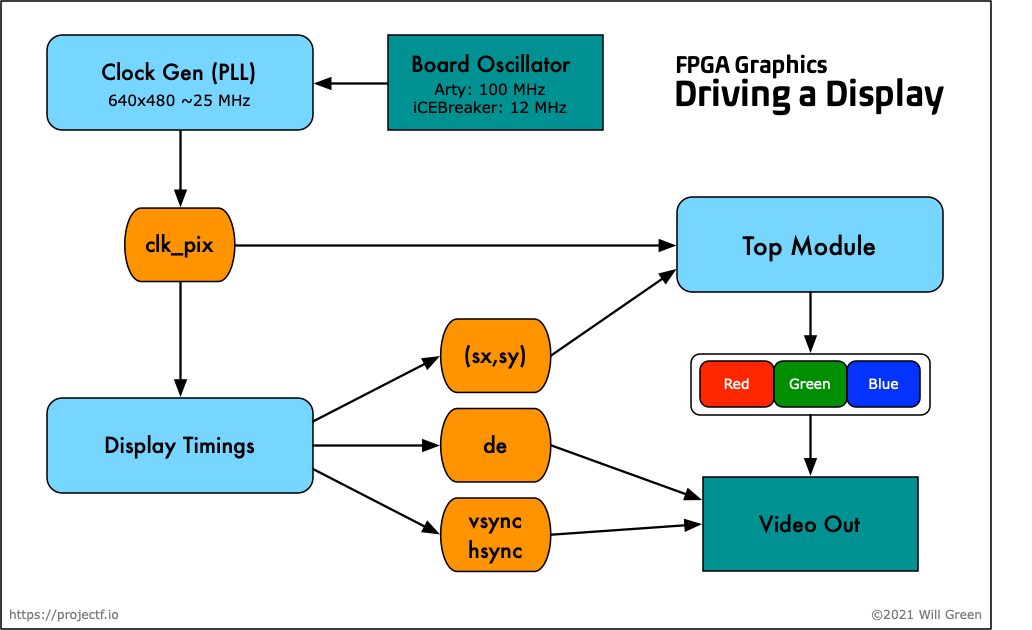 FPGA Graphics
Driving a Display
Clock Gen (PLL)
640x480 ~25 MHz
Board Oscillator
Arty: 100 MHz
iCEBreaker: 12 MHz
clk_pix
Top Module
(sx,sy)
Red
Green
Blue
Display Timings
de
vsync
hsync
Video Out
https://projectf.io
©2021 Will Green